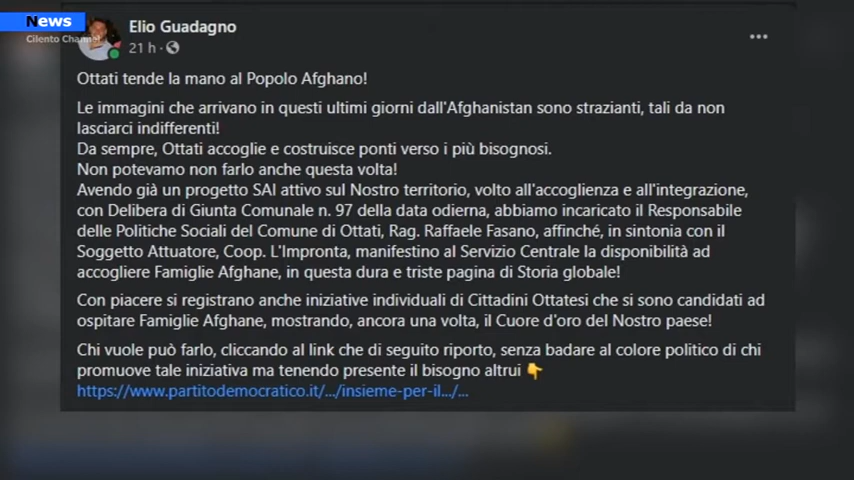 News
Cilento Channel
Elio Guadagno
21 h ·
Ottati tende la mano al Popolo Afghano!
Le immagini che arrivano in questi ultimi giorni dall'Afghanistan sono strazianti, tali da non
lasciarci indifferenti!
Da sempre, Ottati accoglie e costruisce ponti verso i più bisognosi.
Non potevamo non farlo anche questa volta!
Avendo già un progetto SAI attivo sul Nostro territorio, volto all'accoglienza e all'integrazione,
con Delibera di Giunta Comunale n. 97 della data odierna, abbiamo incaricato il Responsabile
delle Politiche Sociali del Comune di Ottati, Rag. Raffaele Fasano, affinché, in sintonia con il
Soggetto Attuatore, Coop. L'Impronta, manifestino al Servizio Centrale la disponibilità ad
accogliere Famiglie Afghane, in questa dura e triste pagina di Storia globale!
Con piacere si registrano anche iniziative individuali di Cittadini Ottatesi che si sono candidati ad
ospitare Famiglie Afghane, mostrando, ancora una volta, il Cuore d'oro del Nostro paese!
Chi vuole può farlo, cliccando al link che di seguito riporto, senza badare al colore politico di chi
promuove tale iniziativa ma tenendo presente il bisogno altrui 👇
https://www.partitodemocratico.it/.../insieme-per-il.../...